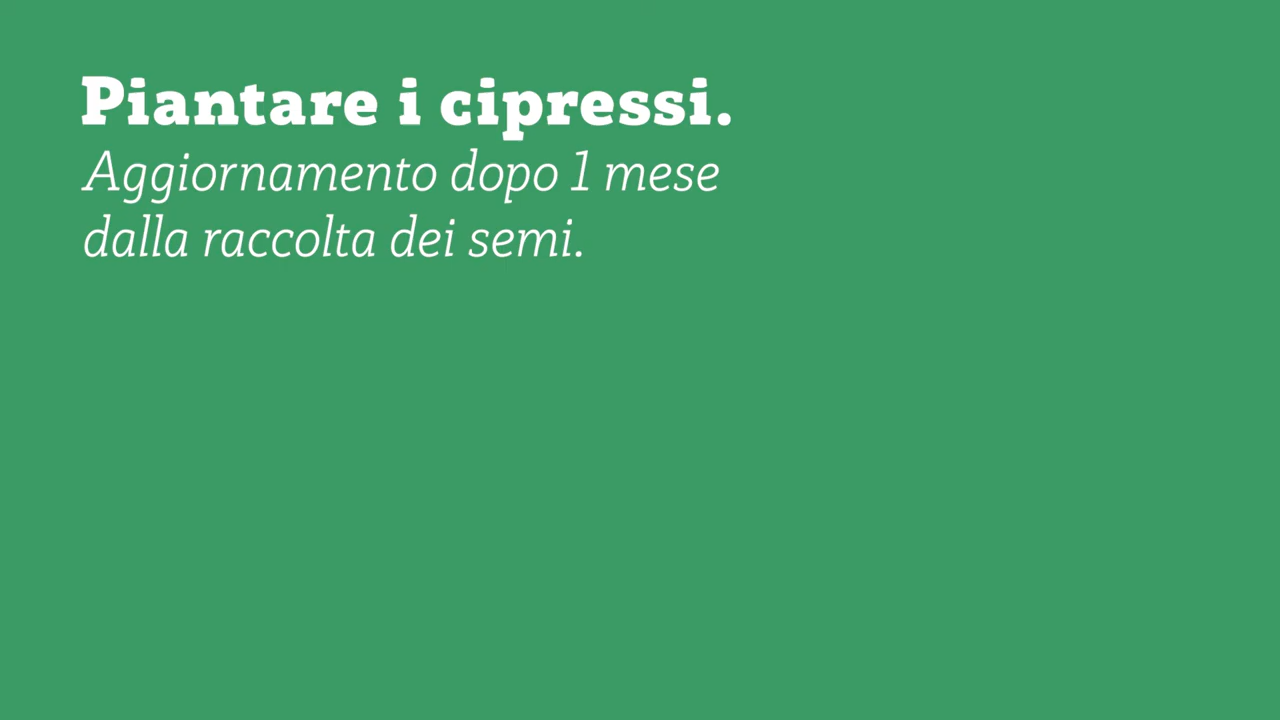 Piantare i cipressi.
Aggiornamento dopo 1 mese
dalla raccolta dei semi.